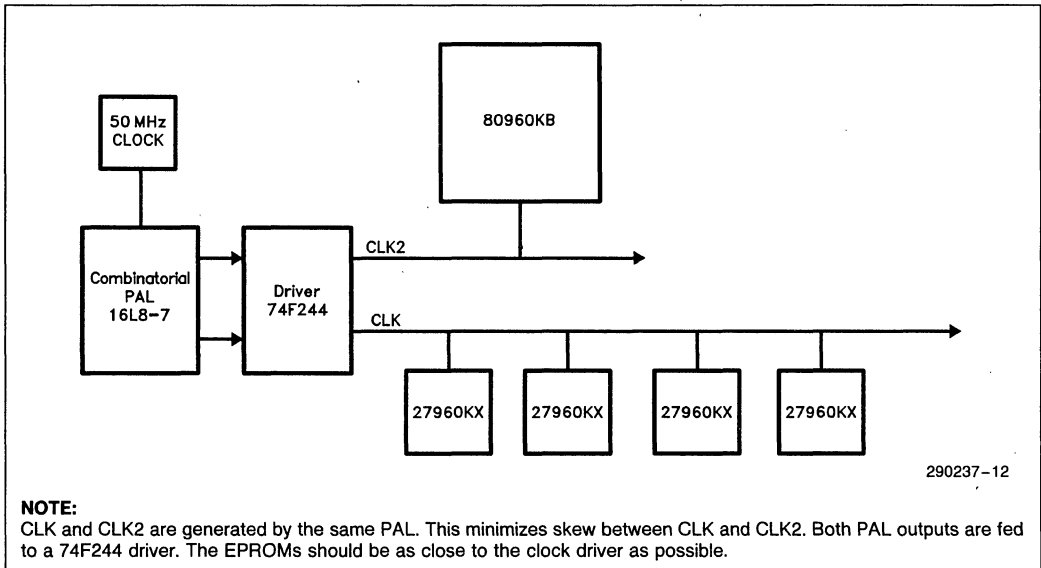 50 MHz
CLOCK
80960KB
Combinatorial
PAL
16L8-7
Driver
74F244
CLK2
CLK
27960KX
27960KX
27960KX
27960KX
290237-12
NOTE:
CLK and CLK2 are generated by the same PAL. This minimizes skew between CLK and CLK2. Both PAL outputs are fed
to a 74F244 driver. The EPROMs should be as close to the clock driver as possible.